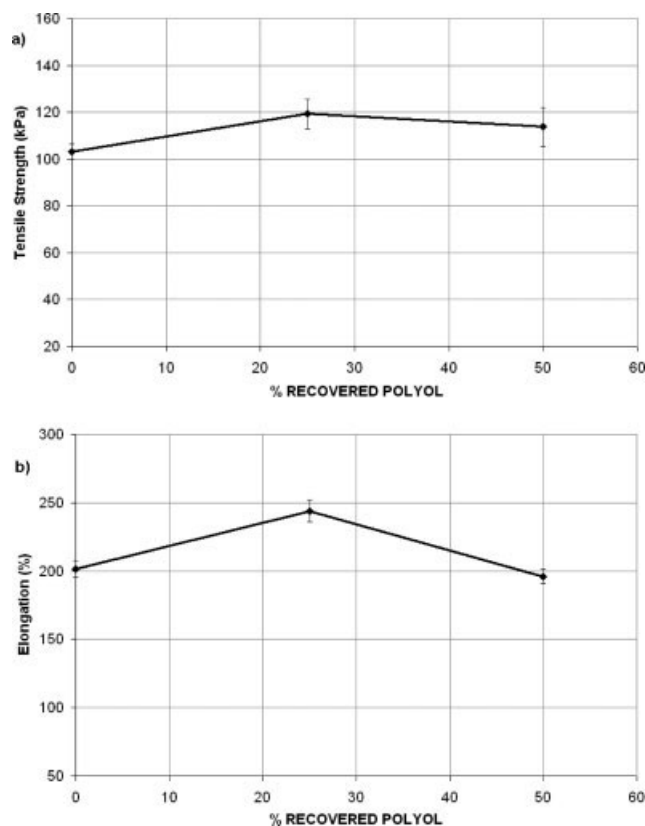 a)
160
140
120
100
80
60
40
20
Tensile Strength (kPa)
0 10 20 30 40 50 60
% RECOVERED POLYOL
b)
300
250
200
150
100
50
Elongation (%)
0 10 20 30 40 50 60
% RECOVERED POLYOL